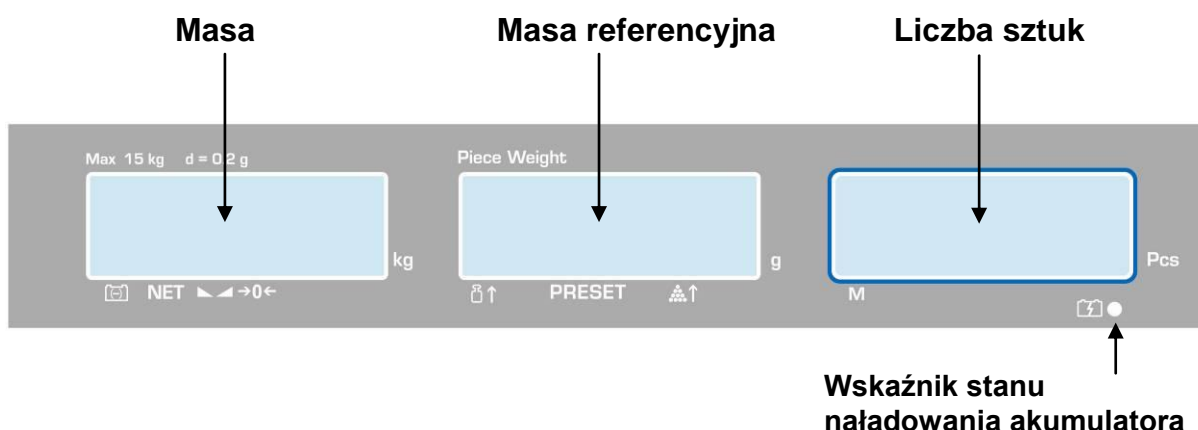 Masa
Masa referencyjna
Liczba sztuk
Max 15 kg d = 0.2 g
Piece Weight
kg
g
Pcs
NET →0←
↑ PRESET ↑
M
Wskaźnik stanu
naładowania akumulatora